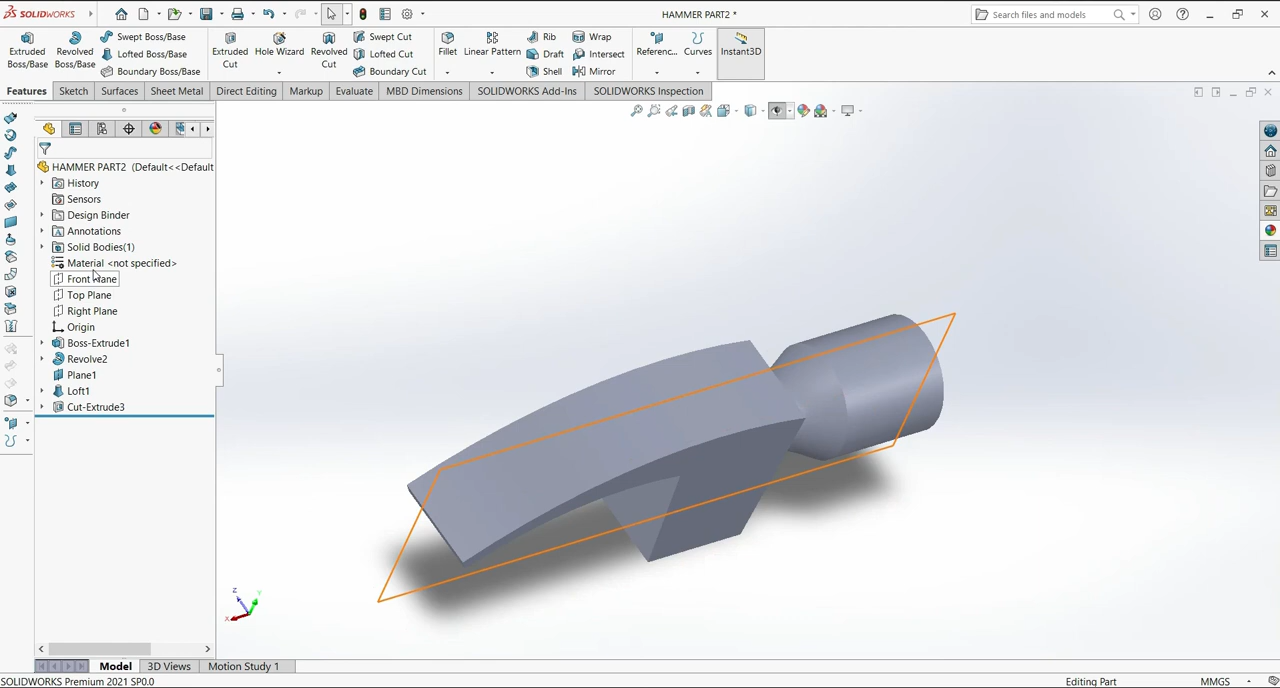 SOLIDWORKS
HAMMER PART2 *
Search files and models
Extruded Boss/Base
Revolved Boss/Base
Swept Boss/Base
Lofted Boss/Base
Boundary Boss/Base
Extruded Cut
Hole Wizard
Revolved Cut
Swept Cut
Lofted Cut
Boundary Cut
Fillet
Linear Pattern
Rib
Draft
Shell
Wrap
Intersect
Mirror
Referenc...
Curves
Instant3D
Features
Sketch
Surfaces
Sheet Metal
Direct Editing
Markup
Evaluate
MBD Dimensions
SOLIDWORKS Add-Ins
SOLIDWORKS Inspection
HAMMER PART2 (Default<<Default
History
Sensors
Design Binder
Annotations
Solid Bodies(1)
Material <not specified>
Front Plane
Top Plane
Right Plane
Origin
Boss-Extrude1
Revolve2
Plane1
Loft1
Cut-Extrude3
Z
Y
X
Model
3D Views
Motion Study 1
SOLIDWORKS Premium 2021 SP0.0
Editing Part
MMGS